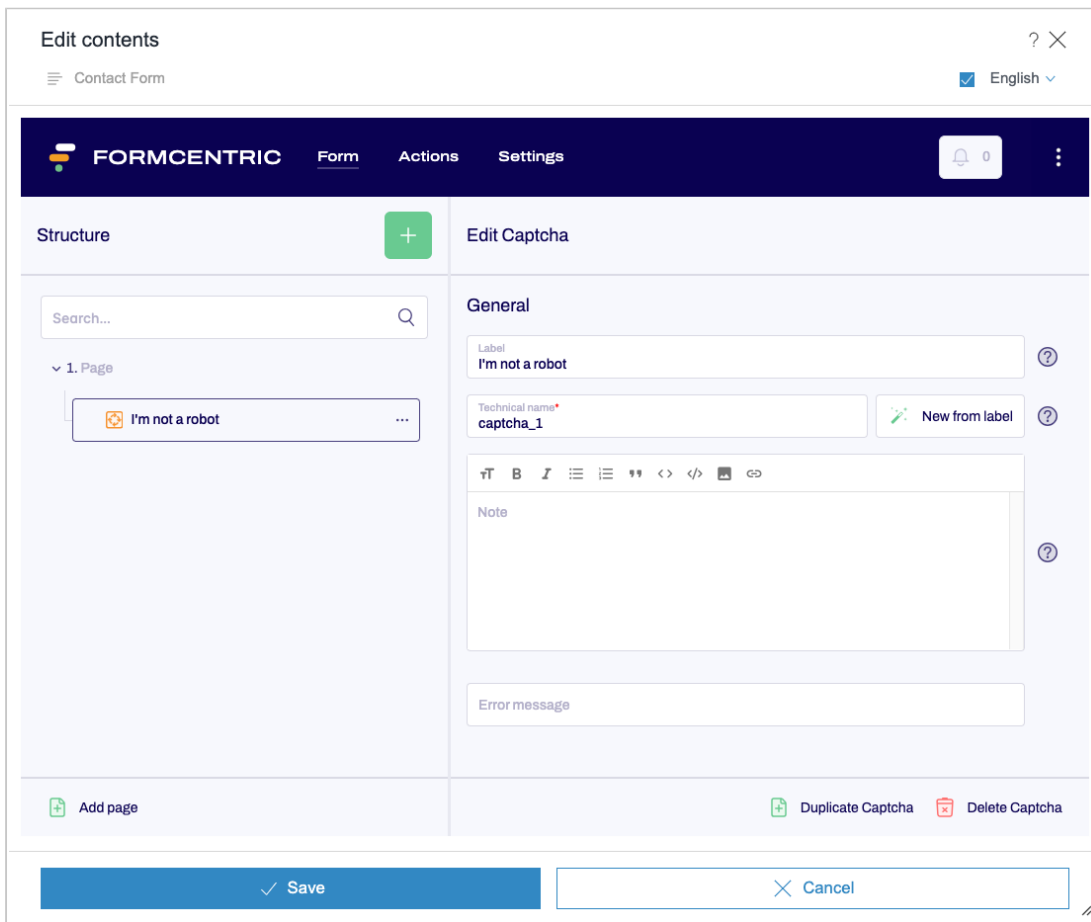 Edit contents
?
Contact Form
English
FORMCENTRIC Form Actions Settings
0
Structure
+
Edit Captcha
Search...
General
Label
I'm not a robot
?
1. Page
I'm not a robot
...
Technical name*
captcha_1
New from label
?
Note
?
Error message
Add page
Duplicate Captcha
Delete Captcha
Save
Cancel